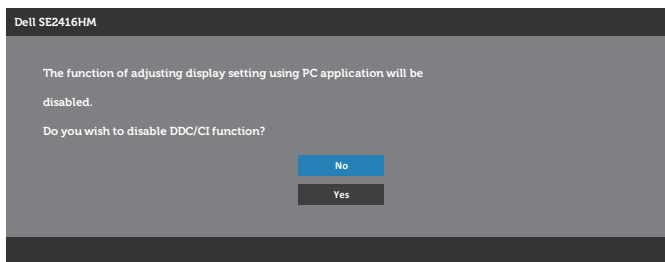 Dell SE2416HM
The function of adjusting display setting using PC application will be
disabled.
Do you wish to disable DDC/CI function?
No
Yes